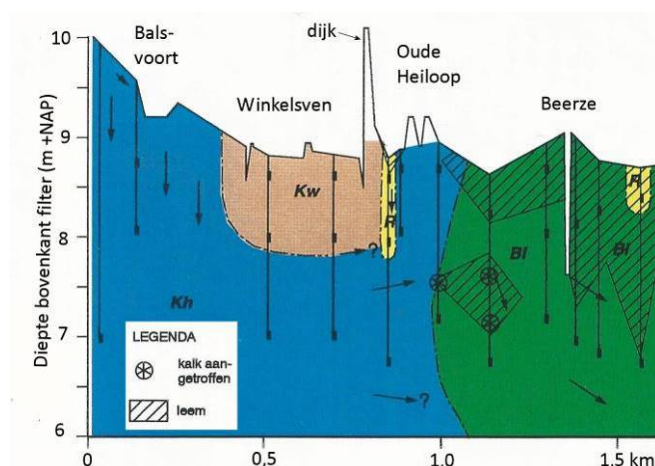 Diepte bovenkant filter (m +NAP)
10
9
8
7
6
Bals-
voort
Winkelsven
dijk
Oude
Heiloop
Beerze
Kw
?
Kh
Bl
Bl
?
LEGENDA
kalk aan-
getroffen
leem
0
0.5
1.0
1.5 km